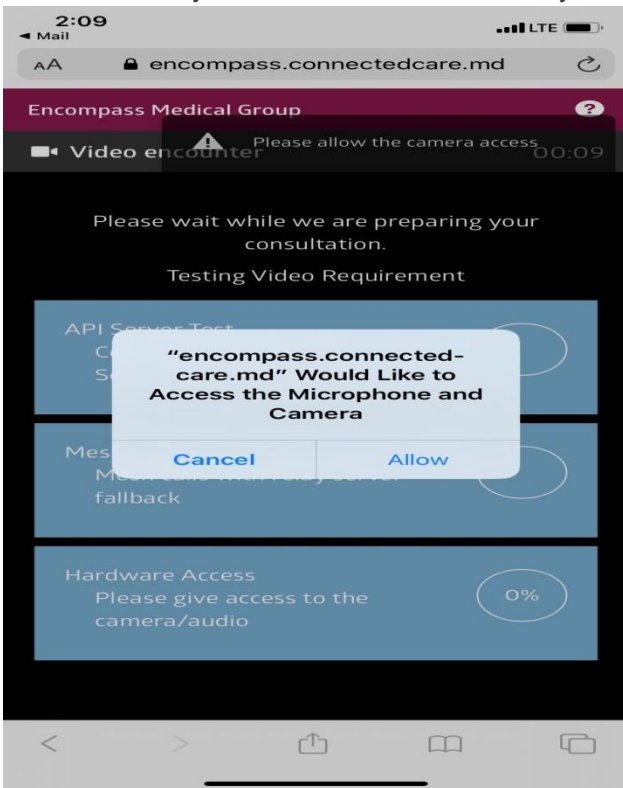 2:09
Mail
LTE
AA encompass.connectedcare.md
Encompass Medical Group ?
Please allow the camera access
Video encounter 00:09
Please wait while we are preparing your
consultation.
Testing Video Requirement
API Server Test
"encompass.connected-
care.md" Would Like to
Access the Microphone and
Camera
Cancel Allow
fallback
Hardware Access
Please give access to the
camera/audio
0%